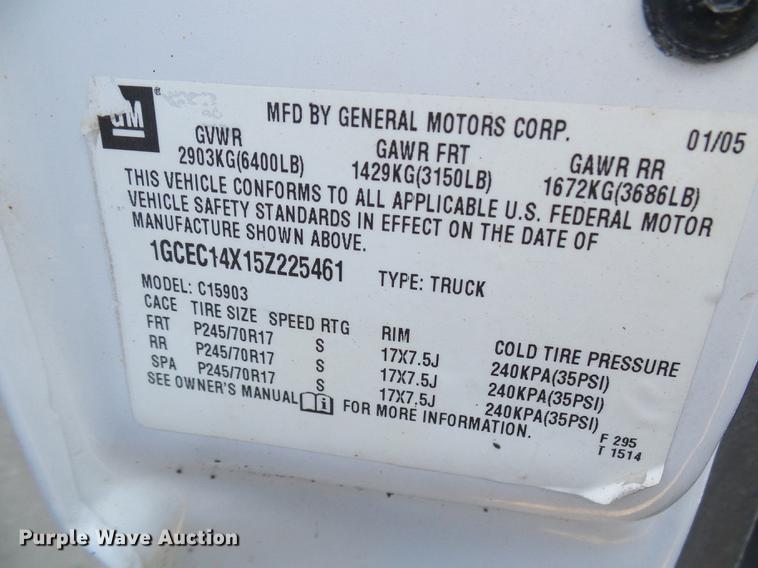 GM ®
MFD BY GENERAL MOTORS CORP. 01/05
GVWR GAWR FRT GAWR RR
2903KG(6400LB) 1429KG(3150LB) 1672KG(3686LB)
THIS VEHICLE CONFORMS TO ALL APPLICABLE U.S. FEDERAL MOTOR
VEHICLE SAFETY STANDARDS IN EFFECT ON THE DATE OF
MANUFACTURE SHOWN ABOVE.
1GCEC14X15Z225461 TYPE: TRUCK
MODEL: C15903
CACE TIRE SIZE SPEED RTG RIM COLD TIRE PRESSURE
FRT P245/70R17 S 17X7.5J 240KPA(35PSI)
RR P245/70R17 S 17X7.5J 240KPA(35PSI)
SPA P245/70R17 S 17X7.5J 240KPA(35PSI)
SEE OWNER'S MANUAL i FOR MORE INFORMATION.
F 295
T 1514
Purple Wave Auction